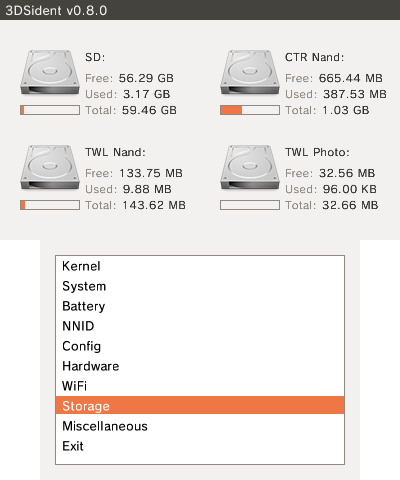 3DSident v0.8.0
SD:
Free: 56.29 GB
Used: 3.17 GB
Total: 59.46 GB
CTR Nand:
Free: 665.44 MB
Used: 387.53 MB
Total: 1.03 GB
TWL Nand:
Free: 133.75 MB
Used: 9.88 MB
Total: 143.62 MB
TWL Photo:
Free: 32.56 MB
Used: 96.00 KB
Total: 32.66 MB
Kernel
System
Battery
NNID
Config
Hardware
WiFi
Storage
Miscellaneous
Exit